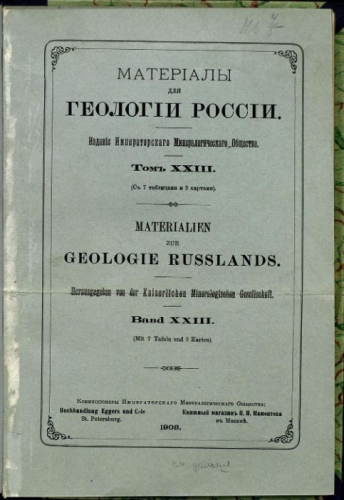 МАТЕРІАЛЫ
ДЛЯ
ГЕОЛОГІИ РОССІИ.
Изданіе Императорскаго Минералогическаго Общества.
Томъ XXIII.
(Съ 7 таблицами и 3 картами).
MATERIALIEN
ZUR
GEOLOGIE RUSSLANDS.
Herausgegeben von der Kaiserlichen Mineralogischen Gesellschaft.
Band XXIII.
(Mit 7 Tafeln und 3 Karten).
Коммиссіонеры Императорскаго Минералогическаго Общества:
Buchhandlung Eggers und C-ie
St. Petersburg.
Книжный магазинъ Н. И. Мамонтова
въ Москвѣ.
1908.